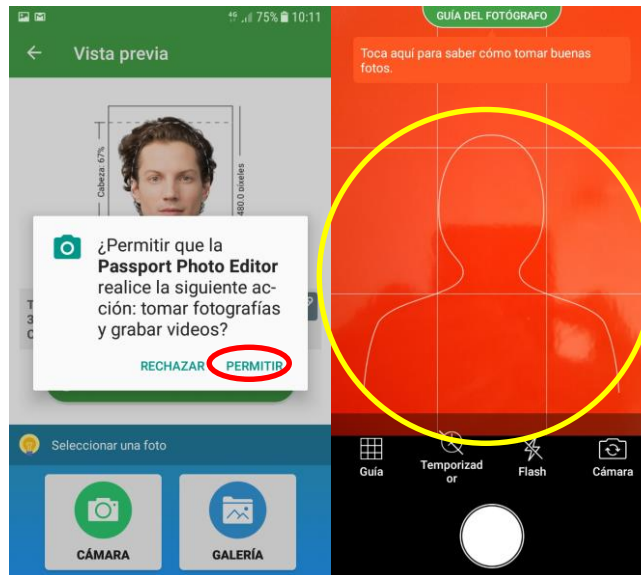 4G 75% 10:11
Vista previa
Cabeza: 67%
480.0 píxeles
¿Permitir que la
Passport Photo Editor
realice la siguiente ac-
ción: tomar fotografías
y grabar videos?
RECHAZAR PERMITIR
T
3
C
Seleccionar una foto
CÁMARA GALERÍA
GUÍA DEL FOTÓGRAFO
Toca aquí para saber cómo tomar buenas
fotos.
Guía
Temporizad
or
Flash
Cámara